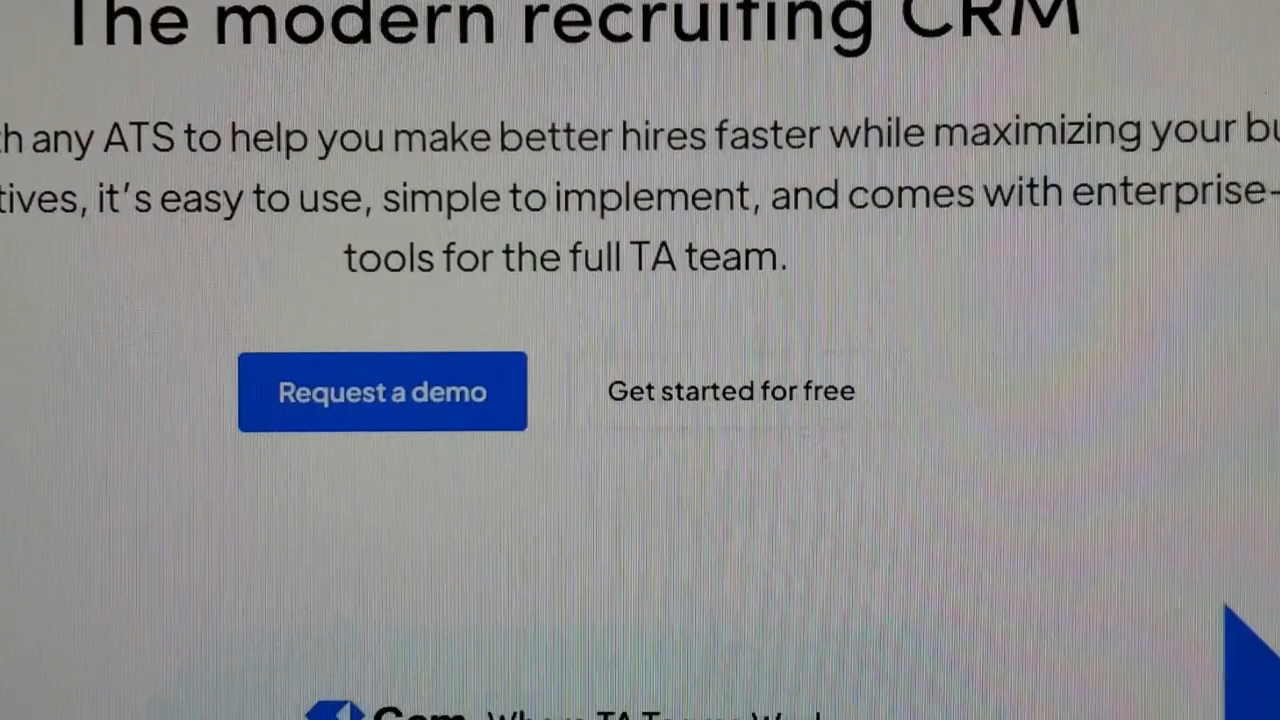 The modern recruiting CRM
any ATS to help you make better hires faster while maximizing your
it's easy to use, simple to implement, and comes with enterprise-
tools for the full TA team.
Request a demo
Get started for free
Gem